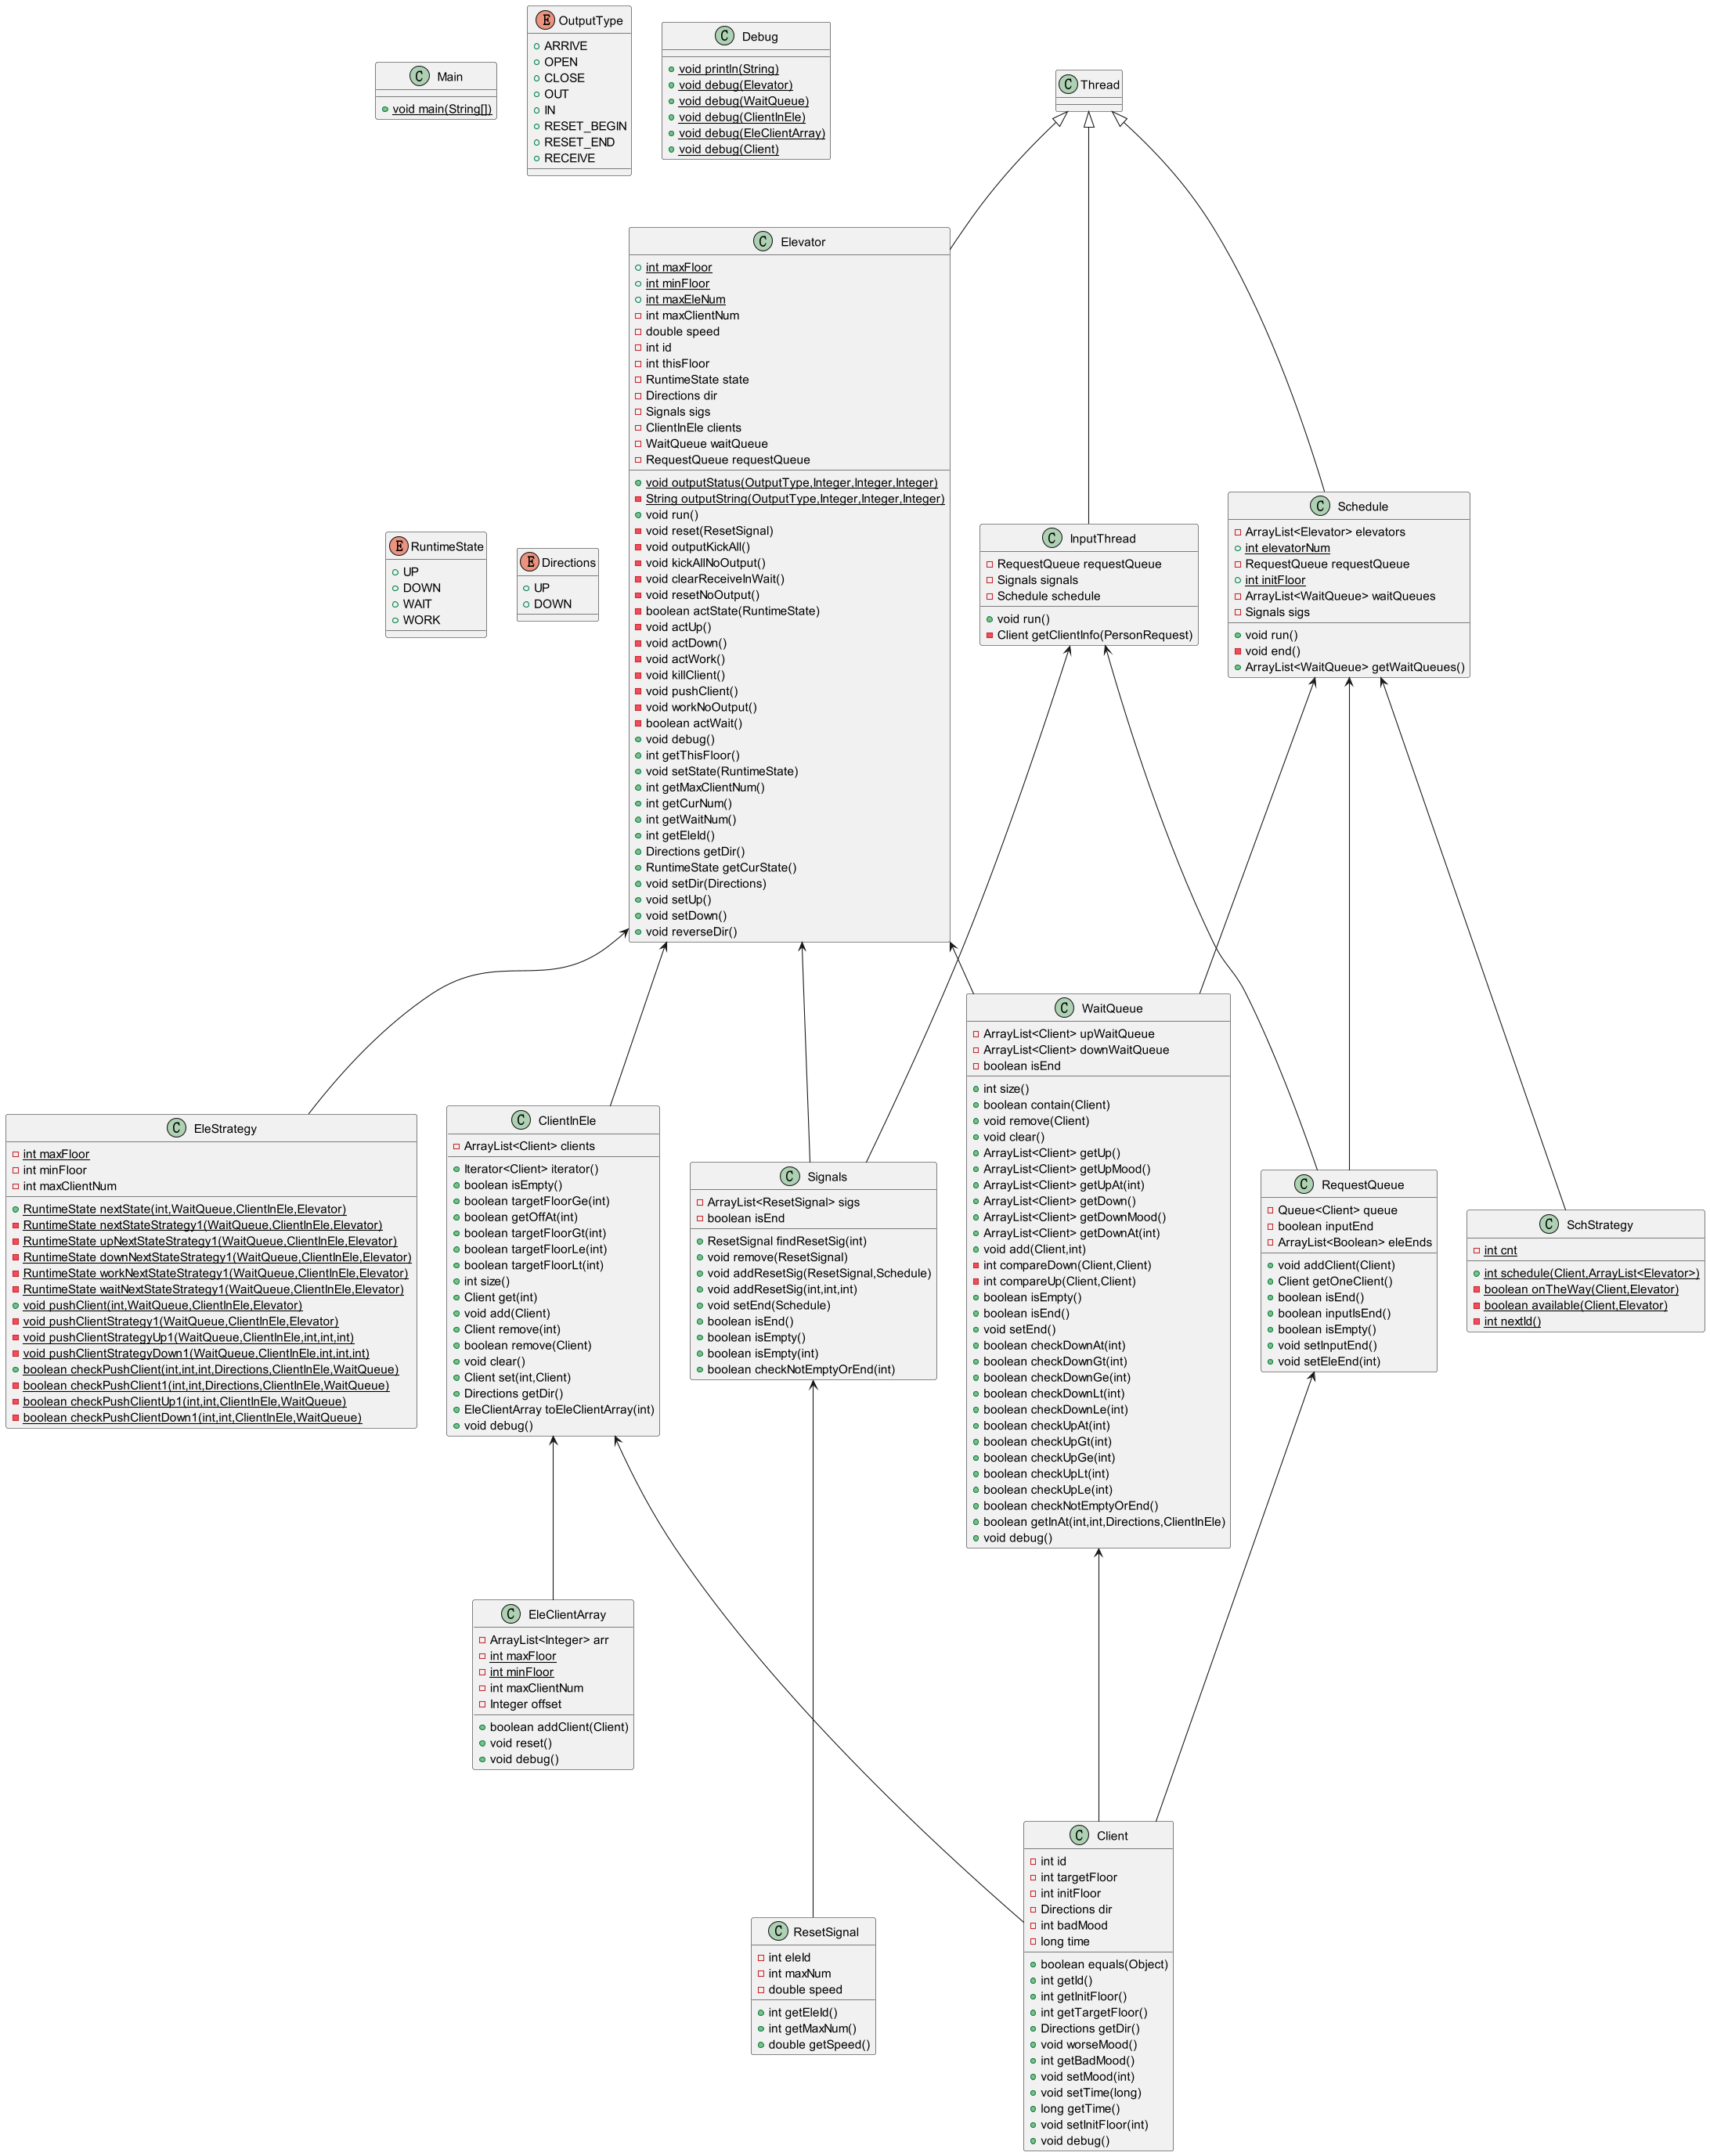 C Main
void main(String[])
E OutputType
ARRIVE
OPEN
CLOSE
OUT
IN
RESET_BEGIN
RESET_END
RECEIVE
C Debug
void println(String)
void debug(Elevator)
void debug(WaitQueue)
void debug(ClientInEle)
void debug(EleClientArray)
void debug(Client)
C Thread
C Elevator
int maxFloor
int minFloor
int maxEleNum
int maxClientNum
double speed
int id
int thisFloor
RuntimeState state
Directions dir
Signals sigs
ClientInEle clients
WaitQueue waitQueue
RequestQueue requestQueue
void outputStatus(OutputType,Integer,Integer,Integer)
String outputString(OutputType,Integer,Integer,Integer)
void run()
void reset(ResetSignal)
void outputKickAll()
void kickAllNoOutput()
void clearReceiveInWait()
void resetNoOutput()
boolean actState(RuntimeState)
void actUp()
void actDown()
void actWork()
void killClient()
void pushClient()
void workNoOutput()
boolean actWait()
void debug()
int getThisFloor()
void setState(RuntimeState)
int getMaxClientNum()
int getCurNum()
int getWaitNum()
int getEleId()
Directions getDir()
RuntimeState getCurState()
void setDir(Directions)
void setUp()
void setDown()
void reverseDir()
E RuntimeState
UP
DOWN
WAIT
WORK
E Directions
UP
DOWN
C InputThread
RequestQueue requestQueue
Signals signals
Schedule schedule
void run()
Client getClientInfo(PersonRequest)
C Schedule
ArrayList<Elevator> elevators
int elevatorNum
RequestQueue requestQueue
int initFloor
ArrayList<WaitQueue> waitQueues
Signals sigs
void run()
void end()
ArrayList<WaitQueue> getWaitQueues()
C EleStrategy
int maxFloor
int minFloor
int maxClientNum
RuntimeState nextState(int,WaitQueue,ClientInEle,Elevator)
RuntimeState nextStateStrategy1(WaitQueue,ClientInEle,Elevator)
RuntimeState upNextStateStrategy1(WaitQueue,ClientInEle,Elevator)
RuntimeState downNextStateStrategy1(WaitQueue,ClientInEle,Elevator)
RuntimeState workNextStateStrategy1(WaitQueue,ClientInEle,Elevator)
RuntimeState waitNextStateStrategy1(WaitQueue,ClientInEle,Elevator)
void pushClient(int,WaitQueue,ClientInEle,Elevator)
void pushClientStrategy1(WaitQueue,ClientInEle,Elevator)
void pushClientStrategyUp1(WaitQueue,ClientInEle,int,int,int)
void pushClientStrategyDown1(WaitQueue,ClientInEle,int,int,int)
boolean checkPushClient(int,int,int,Directions,ClientInEle,WaitQueue)
boolean checkPushClient1(int,int,Directions,ClientInEle,WaitQueue)
boolean checkPushClientUp1(int,int,ClientInEle,WaitQueue)
boolean checkPushClientDown1(int,int,ClientInEle,WaitQueue)
C ClientInEle
ArrayList<Client> clients
Iterator<Client> iterator()
boolean isEmpty()
boolean targetFloorGe(int)
boolean getOffAt(int)
boolean targetFloorGt(int)
boolean targetFloorLe(int)
boolean targetFloorLt(int)
int size()
Client get(int)
void add(Client)
Client remove(int)
boolean remove(Client)
void clear()
Client set(int,Client)
Directions getDir()
EleClientArray toEleClientArray(int)
void debug()
C Signals
ArrayList<ResetSignal> sigs
boolean isEnd
ResetSignal findResetSig(int)
void remove(ResetSignal)
void addResetSig(ResetSignal,Schedule)
void addResetSig(int,int,int)
void setEnd(Schedule)
boolean isEnd()
boolean isEmpty()
boolean isEmpty(int)
boolean checkNotEmptyOrEnd(int)
C WaitQueue
ArrayList<Client> upWaitQueue
ArrayList<Client> downWaitQueue
boolean isEnd
int size()
boolean contain(Client)
void remove(Client)
void clear()
ArrayList<Client> getUp()
ArrayList<Client> getUpMood()
ArrayList<Client> getUpAt(int)
ArrayList<Client> getDown()
ArrayList<Client> getDownMood()
ArrayList<Client> getDownAt(int)
void add(Client,int)
int compareDown(Client,Client)
int compareUp(Client,Client)
boolean isEmpty()
boolean isEnd()
void setEnd()
boolean checkDownAt(int)
boolean checkDownGt(int)
boolean checkDownGe(int)
boolean checkDownLt(int)
boolean checkDownLe(int)
boolean checkUpAt(int)
boolean checkUpGt(int)
boolean checkUpGe(int)
boolean checkUpLt(int)
boolean checkUpLe(int)
boolean checkNotEmptyOrEnd()
boolean getInAt(int,int,Directions,ClientInEle)
void debug()
C RequestQueue
Queue<Client> queue
boolean inputEnd
ArrayList<Boolean> eleEnds
void addClient(Client)
Client getOneClient()
boolean isEnd()
boolean inputIsEnd()
boolean isEmpty()
void setInputEnd()
void setEleEnd(int)
C SchStrategy
int cnt
int schedule(Client,ArrayList<Elevator>)
boolean onTheWay(Client,Elevator)
boolean available(Client,Elevator)
int nextId()
C EleClientArray
ArrayList<Integer> arr
int maxFloor
int minFloor
int maxClientNum
Integer offset
boolean addClient(Client)
void reset()
void debug()
C ResetSignal
int eleId
int maxNum
double speed
int getEleId()
int getMaxNum()
double getSpeed()
C Client
int id
int targetFloor
int initFloor
Directions dir
int badMood
long time
boolean equals(Object)
int getId()
int getInitFloor()
int getTargetFloor()
Directions getDir()
void worseMood()
int getBadMood()
void setMood(int)
void setTime(long)
long getTime()
void setInitFloor(int)
void debug()